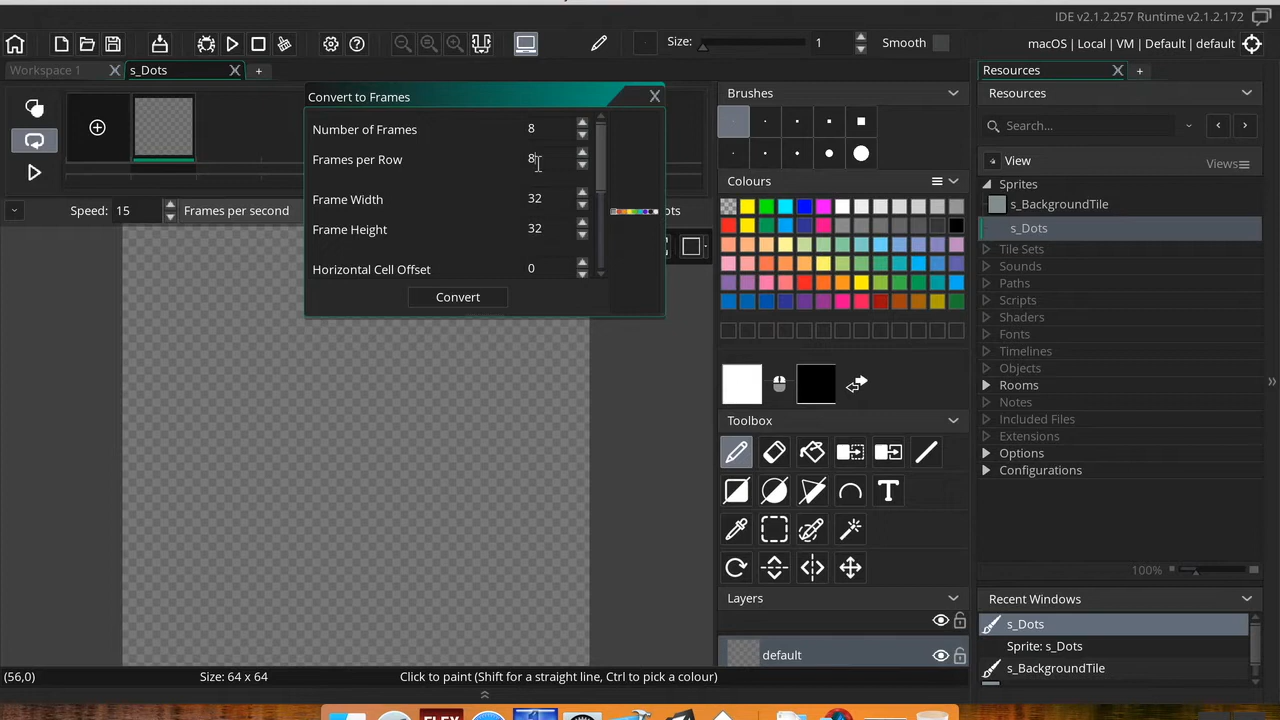 IDE v2.1.2.257 Runtime v2.1.2.172
Size: 1 Smooth
macOS | Local | VM | Default | default
Workspace 1 X
s_Dots X +
Resources X +
Convert to Frames X
Number of Frames 8
Frames per Row 8
Frame Width 32
Frame Height 32
Horizontal Cell Offset 0
Convert
Speed: 15 Frames per second
ots
Brushes
Colours
Toolbox
T
Layers
default
Resources
Search...
View Views
Sprites
s_BackgroundTile
s_Dots
Tile Sets
Sounds
Paths
Scripts
Shaders
Fonts
Timelines
Objects
Rooms
Notes
Included Files
Extensions
Options
Configurations
100%
Recent Windows
s_Dots
Sprite: s_Dots
s_BackgroundTile
(56,0) Size: 64 x 64 Click to paint (Shift for a straight line, Ctrl to pick a colour)
FLEX